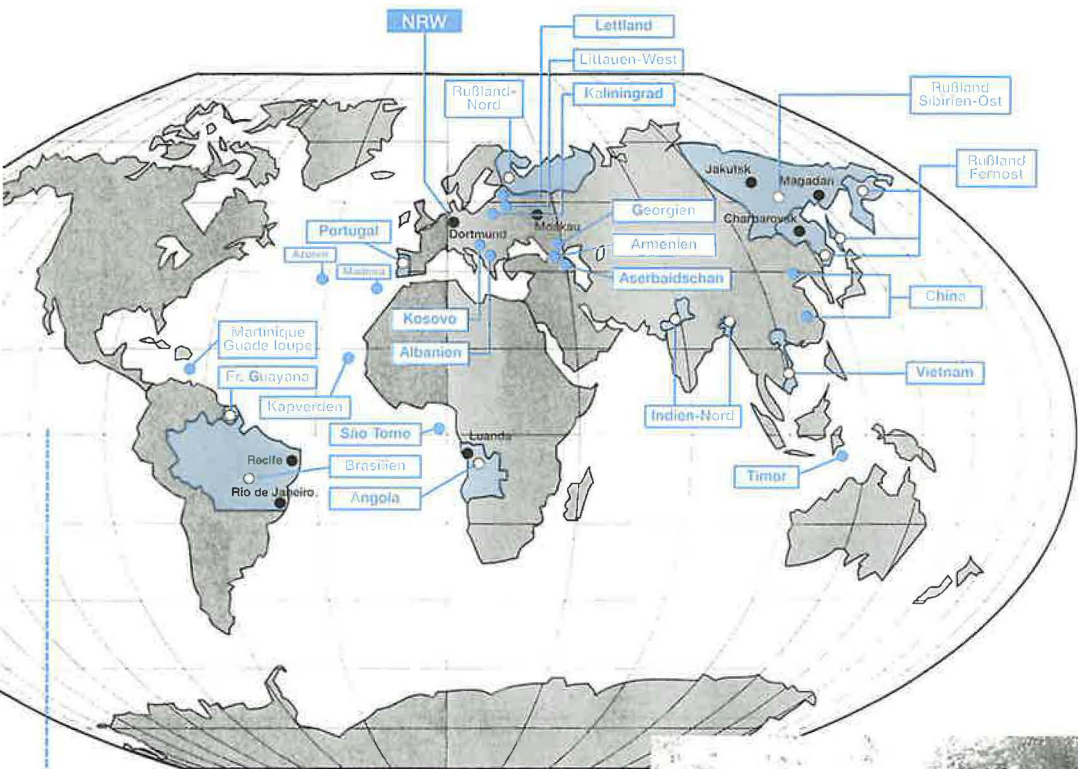 NRW
Lettland
Littauen-West
Kaliningrad
Rußland-
Nord
Rußland
Sibirien-Ost
Rußland
Fernost
Jakutsk
Magadan
Charbarovsk
Georgien
Moskau
Dortmund
Portugal
Armenien
Azoren
Madeira
Aserbaidschan
China
Kosovo
Martinique
Guade loupe
Albanien
Fr. Guayana
Vietnam
Kapverden
Indien-Nord
São Tomo
Luanda
Recife
Brasilien
Timor
Rio de Janeiro.
Angola